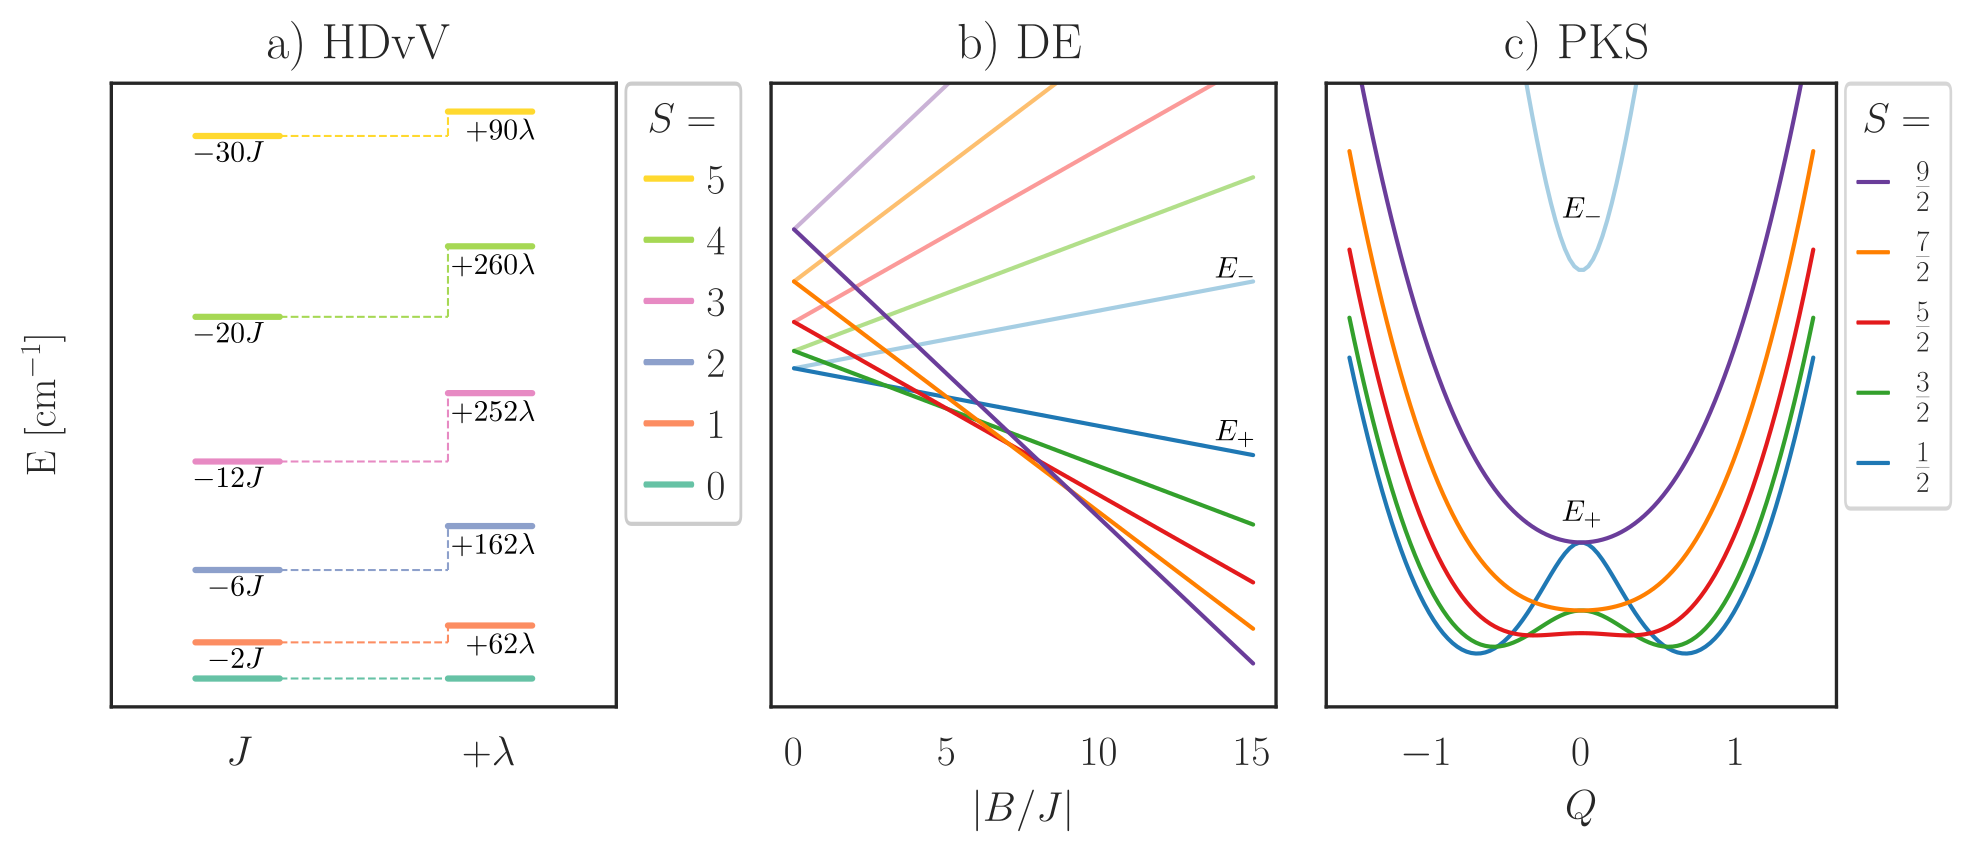 a) HDvV
b) DE
c) PKS
E [cm⁻¹]
−30J
+90λ
−20J
+260λ
−12J
+252λ
−6J
+162λ
−2J
+62λ
J
+λ
S =
5
4
3
2
1
0
E₋
E₊
0
5
10
15
|B/J|
E₋
E₊
−1
0
1
Q
S =
9/2
7/2
5/2
3/2
1/2